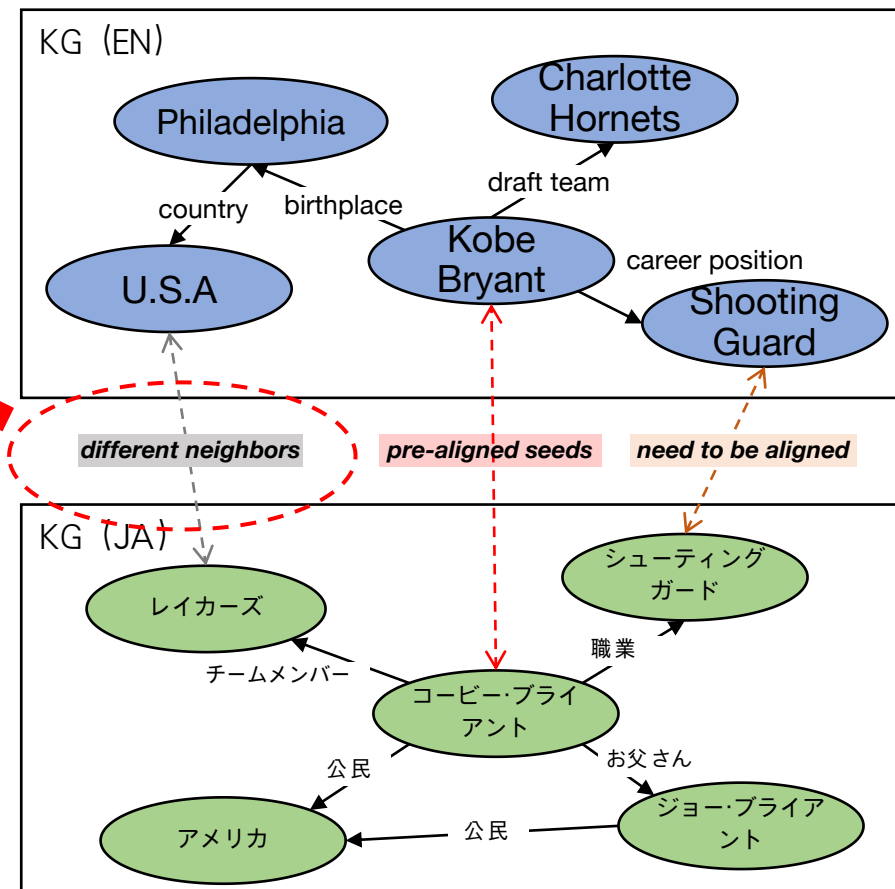 KG (EN)
Charlotte
Hornets
Philadelphia
draft team
country
birthplace
Kobe
Bryant
career position
U.S.A
Shooting
Guard
different neighbors
pre-aligned seeds
need to be aligned
KG (JA)
シューティング
ガード
レイカーズ
職業
チームメンバー
コービー·ブライ
アント
公民
お父さん
ジョー·ブライア
ント
アメリカ
公民